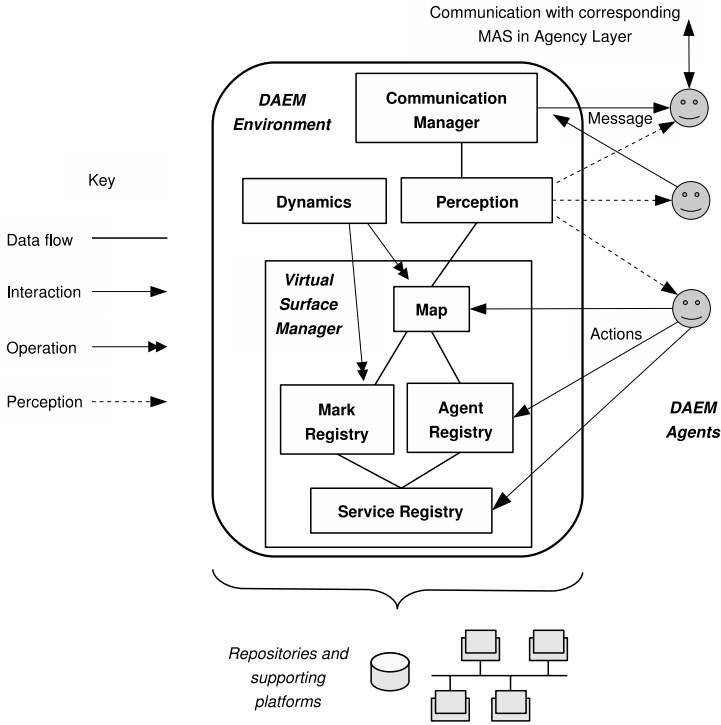 Communication with corresponding
MAS in Agency Layer
DAEM
Environment
Communication
Manager
Message
Key
Dynamics
Perception
Data flow
Interaction
Operation
Perception
Virtual
Surface
Manager
Map
Actions
Mark
Registry
Agent
Registry
DAEM
Agents
Service Registry
Repositories and
supporting
platforms